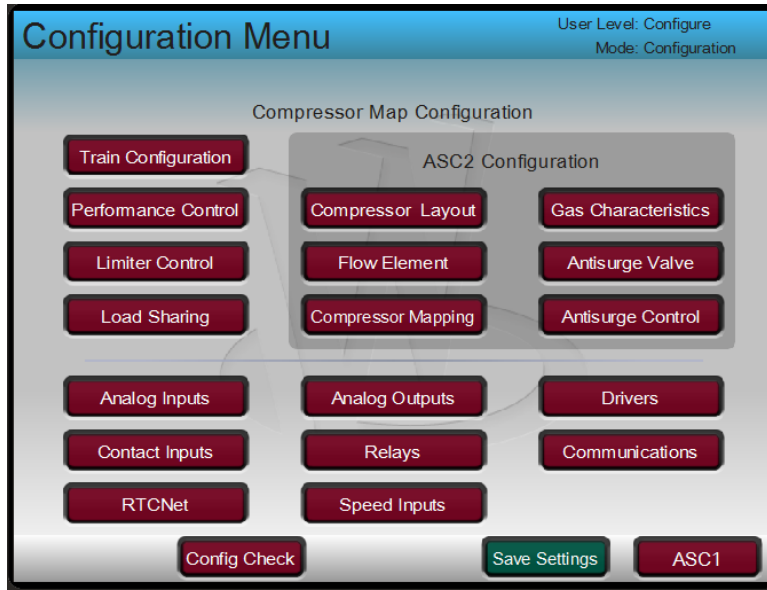 Configuration Menu
User Level: Configure
Mode: Configuration
Compressor Map Configuration
Train Configuration
ASC2 Configuration
Performance Control
Compressor Layout
Gas Characteristics
Limiter Control
Flow Element
Antisurge Valve
Load Sharing
Compressor Mapping
Antisurge Control
Analog Inputs
Analog Outputs
Drivers
Contact Inputs
Relays
Communications
RTCNet
Speed Inputs
Config Check
Save Settings
ASC1